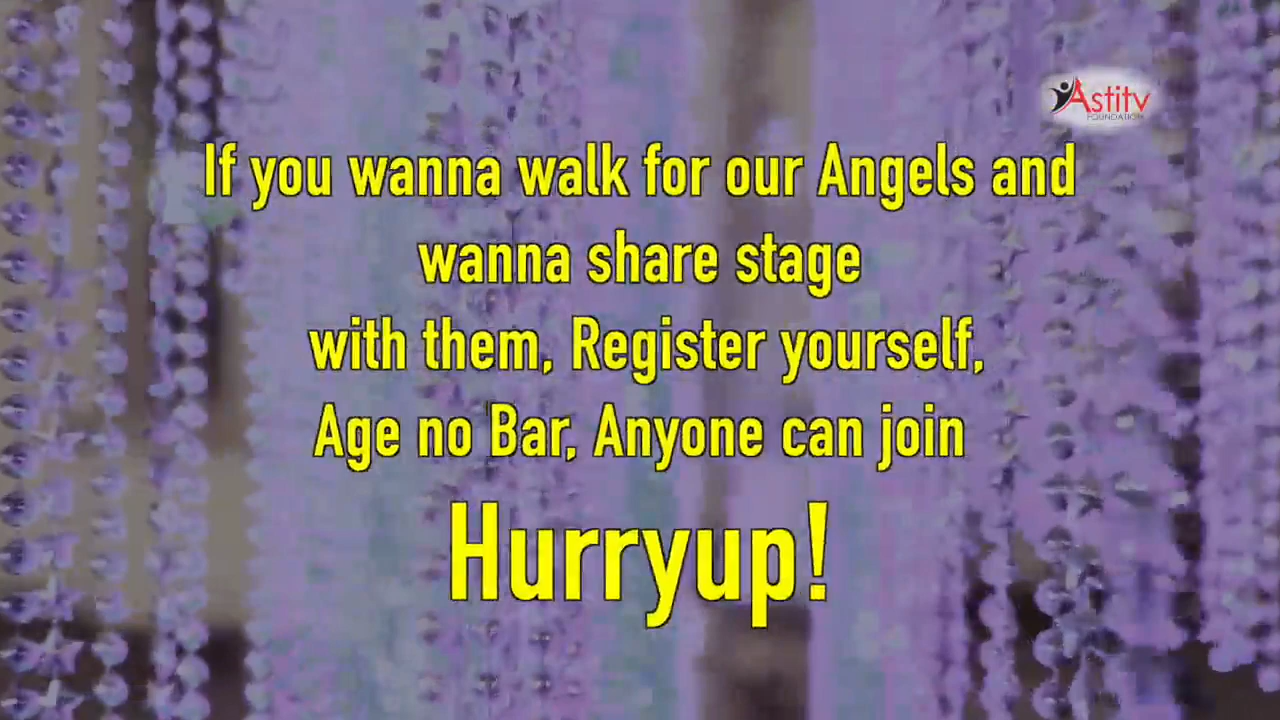 Astitv
FOUNDATION
If you wanna walk for our Angels and
wanna share stage
with them, Register yourself,
Age no Bar, Anyone can join
Hurryup!